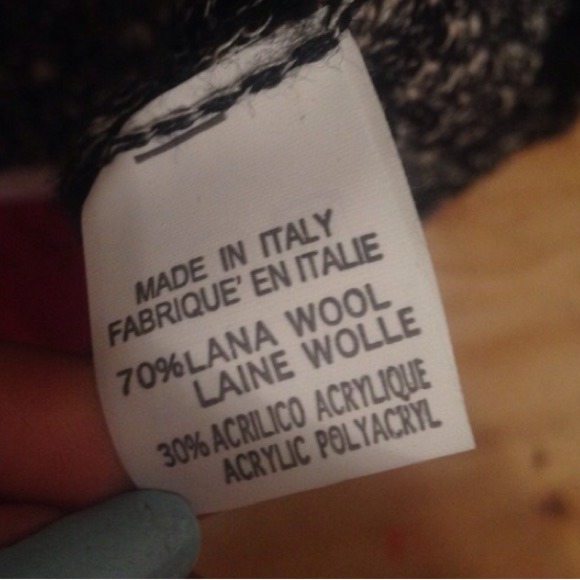 MADE IN ITALY
FABRIQUE' EN ITALIE
70%LANA WOOL
LAINE WOLLE
30% ACRILICO ACRYLIQUE
ACRYLIC POLYACRYL